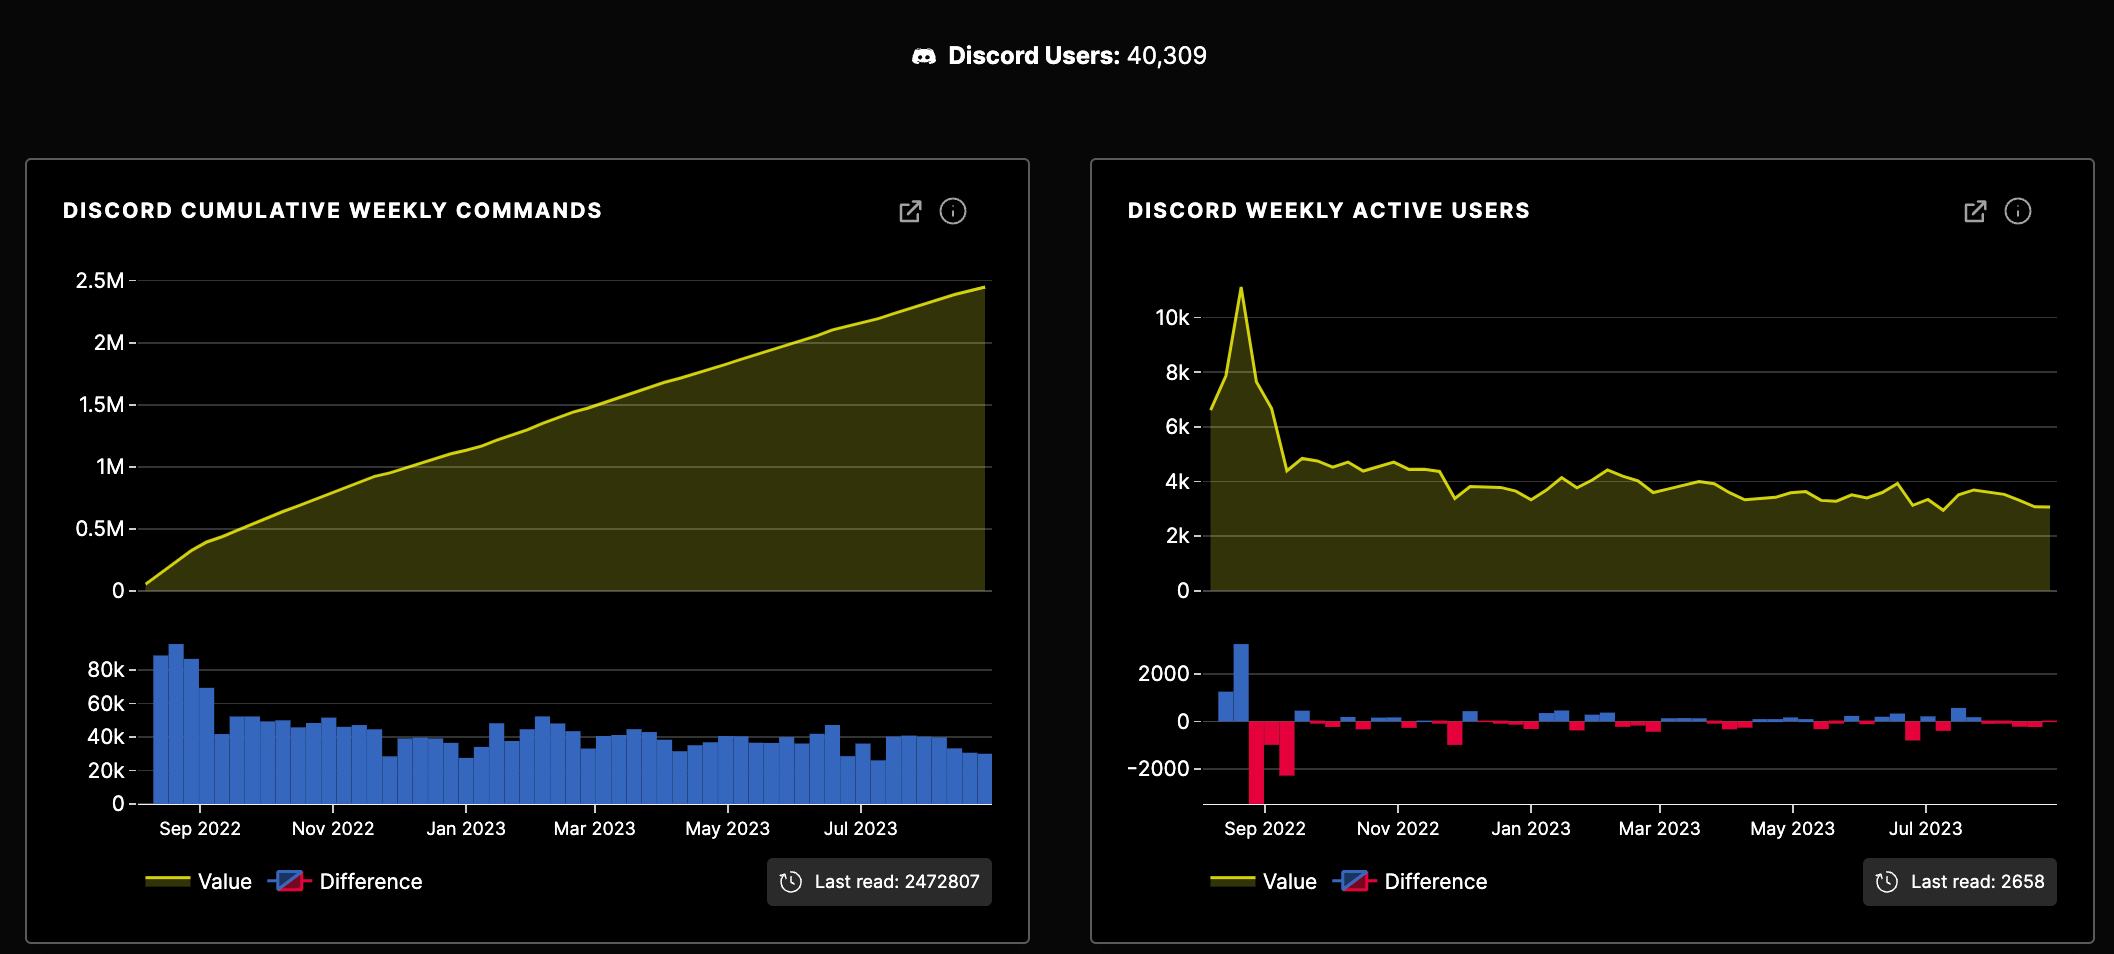 Discord Users: 40,309
DISCORD CUMULATIVE WEEKLY COMMANDS
2.5M
2M
1.5M
1M
0.5M
0
80k
60k
40k
20k
0
Sep 2022 Nov 2022 Jan 2023 Mar 2023 May 2023 Jul 2023
Value Difference
Last read: 2472807
DISCORD WEEKLY ACTIVE USERS
10k
8k
6k
4k
2k
0
2000
0
−2000
Sep 2022 Nov 2022 Jan 2023 Mar 2023 May 2023 Jul 2023
Value Difference
Last read: 2658